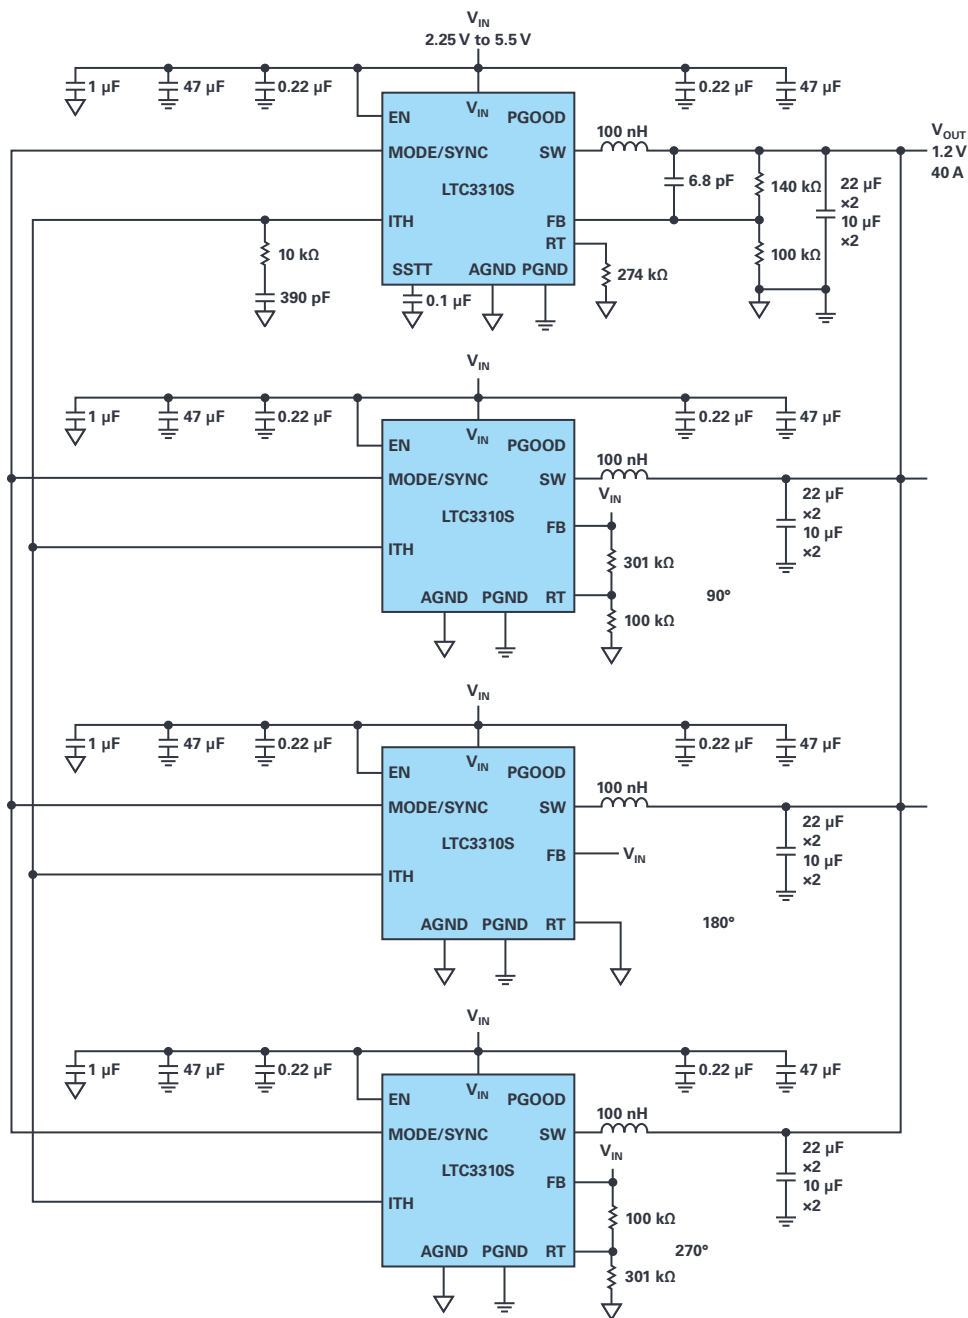 VIN
2.25 V to 5.5 V
1 µF
47 µF
0.22 µF
0.22 µF
47 µF
VIN
EN
PGOOD
MODE/SYNC
SW
100 nH
VOUT
1.2 V
40 A
LTC3310S
6.8 pF
140 kΩ
22 µF
×2
10 µF
×2
ITH
FB
RT
10 kΩ
100 kΩ
274 kΩ
SSTT
AGND
PGND
390 pF
0.1 µF
VIN
1 µF
47 µF
0.22 µF
0.22 µF
47 µF
VIN
EN
PGOOD
MODE/SYNC
SW
100 nH
VIN
22 µF
×2
10 µF
×2
LTC3310S
FB
ITH
301 kΩ
AGND
PGND
RT
90°
100 kΩ
VIN
1 µF
47 µF
0.22 µF
0.22 µF
47 µF
VIN
EN
PGOOD
MODE/SYNC
SW
100 nH
22 µF
×2
10 µF
×2
LTC3310S
FB
VIN
ITH
AGND
PGND
RT
180°
VIN
1 µF
47 µF
0.22 µF
0.22 µF
47 µF
VIN
EN
PGOOD
MODE/SYNC
SW
100 nH
VIN
22 µF
×2
10 µF
×2
LTC3310S
FB
ITH
100 kΩ
AGND
PGND
RT
270°
301 kΩ